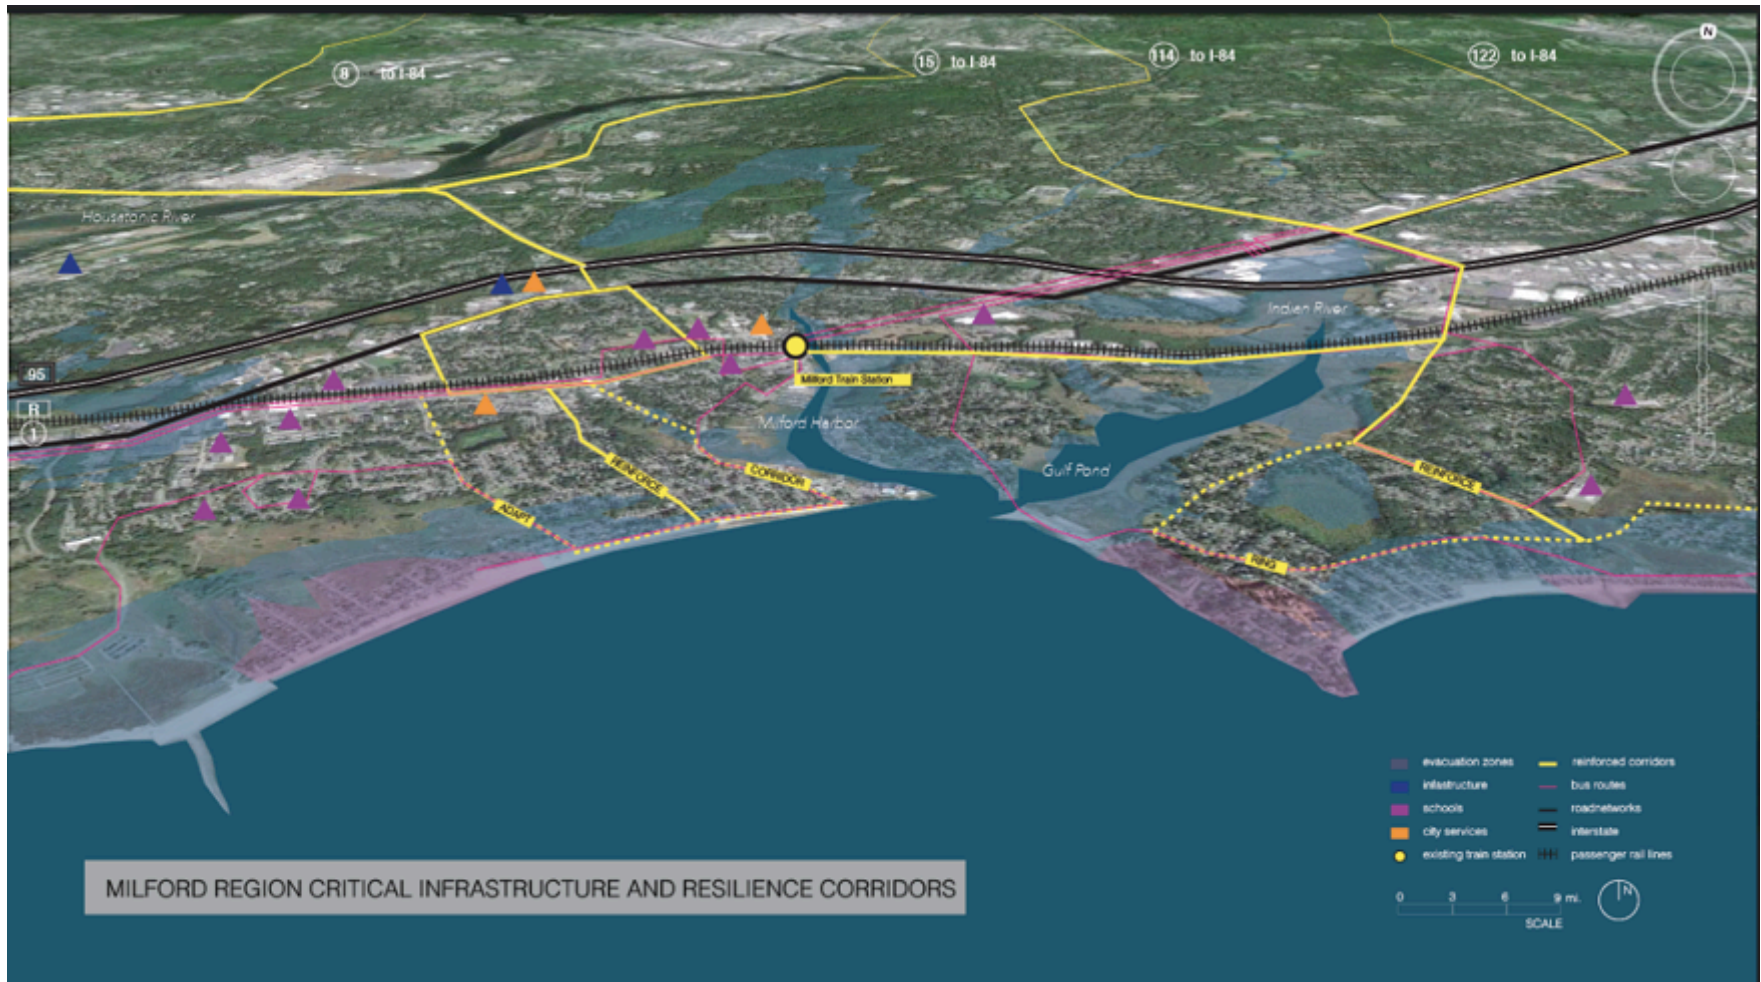 N
8 to I-84
15 to I-84
114 to I-84
122 to I-84
Housatonic River
Indian River
95
R
1
Milford Train Station
Milford Harbor
Gulf Pond
REINFORCE
CORRIDOR
ADAPT
REINFORCE
RING
evacuation zones
reinforced corridors
infastructure
bus routes
schools
roadnetworks
city services
interstate
existing train station
passenger rail lines
0 3 6 9 mi.
SCALE
N
MILFORD REGION CRITICAL INFRASTRUCTURE AND RESILIENCE CORRIDORS